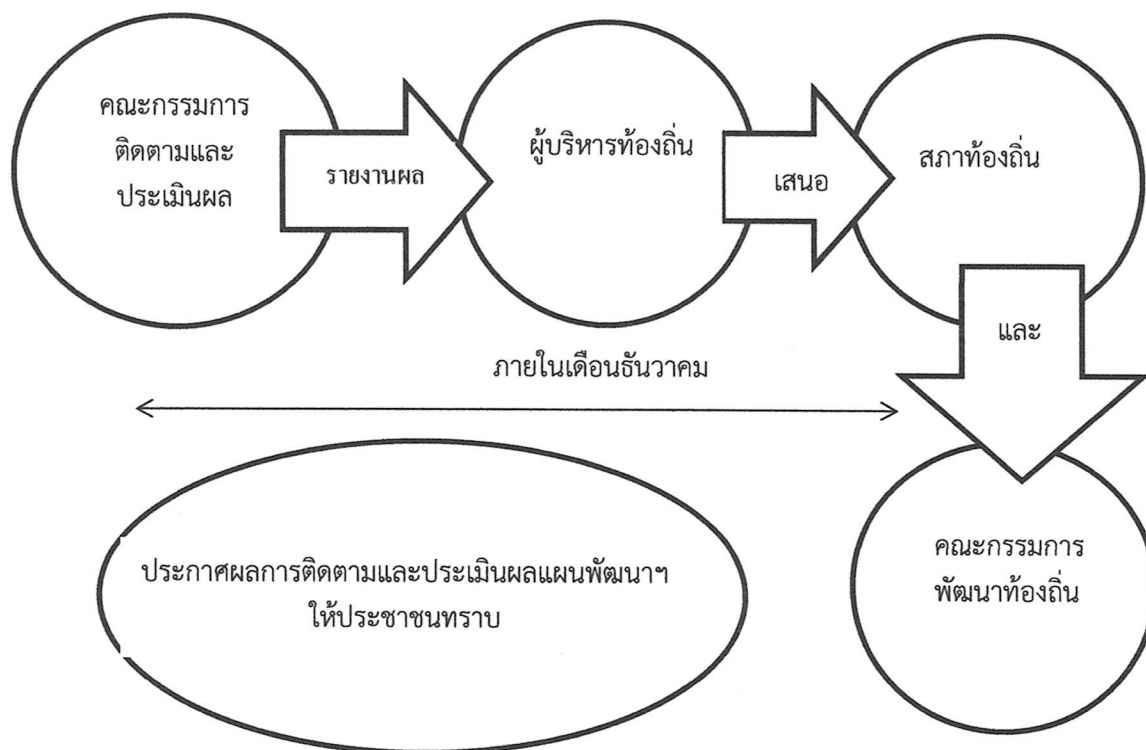 คณะกรรมการ
ติดตามและ
ประเมินผล
รายงานผล
ผู้บริหารท้องถิ่น
เสนอ
สภาท้องถิ่น
และ
ภายในเดือนธันวาคม
คณะกรรมการ
พัฒนาท้องถิ่น
ประกาศผลการติดตามและประเมินผลแผนพัฒนาฯ
ให้ประชาชนทราบ